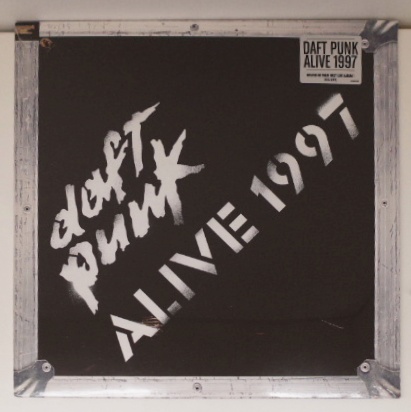 DAFT PUNK
ALIVE 1997
daft
punk
ALIVE 1997